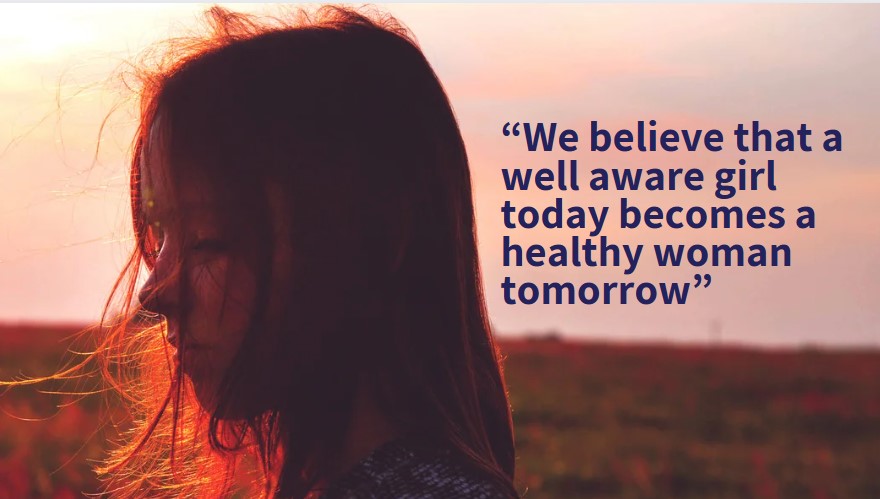 “We believe that a
well aware girl
today becomes a
healthy woman
tomorrow”